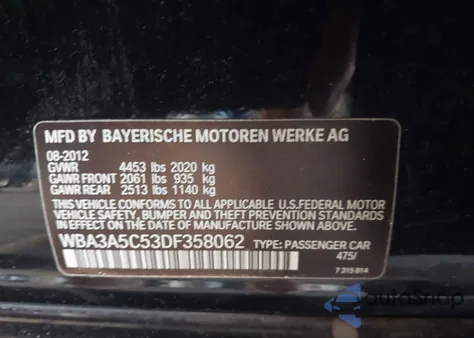 MFD BY BAYERISCHE MOTOREN WERKE AG
08-2012
GVWR 4453 lbs 2020 kg
GAWR FRONT 2061 lbs 935 kg
GAWR REAR 2513 lbs 1140 kg
THIS VEHICLE CONFORMS TO ALL APPLICABLE U.S.FEDERAL MOTOR
VEHICLE SAFETY, BUMPER AND THEFT PREVENTION STANDARDS
IN EFFECT ON THE DATE OF MANUFACTURE SHOWN ABOVE.
WBA3A5C53DF358062 TYPE: PASSENGER CAR
475/
7 315 814
autoSnap